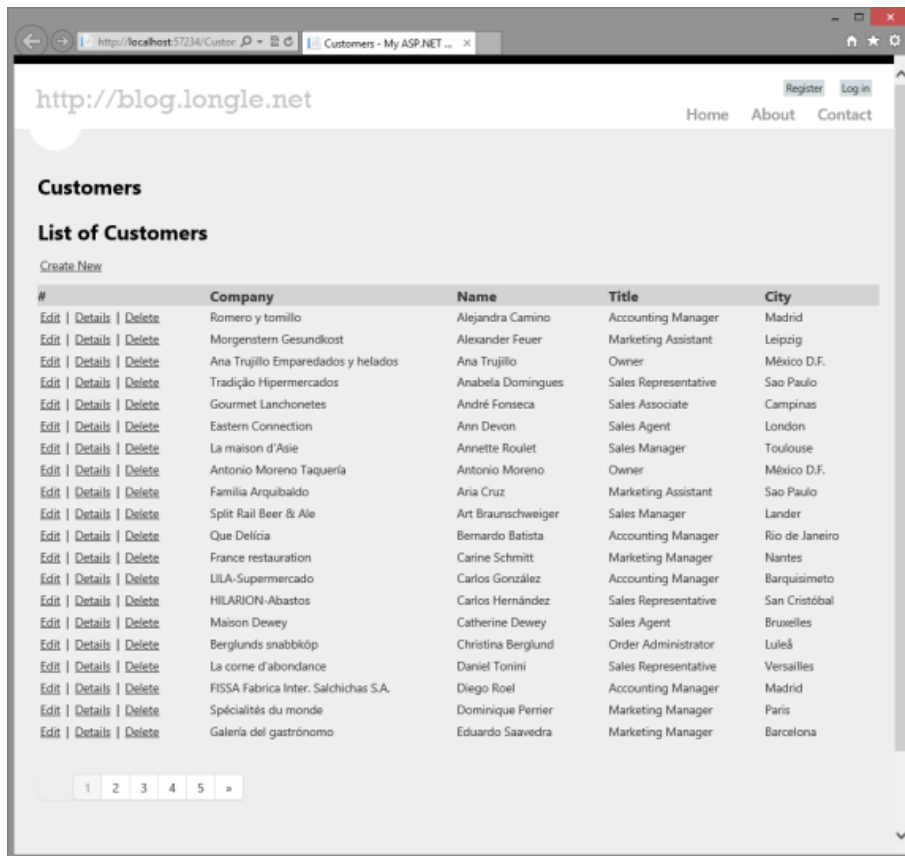 http://localhost:57234/Custor
Customers - My ASP.NET ...
Register Log in
http://blog.longle.net
Home About Contact
Customers
List of Customers
Create New
# Company Name Title City
Edit | Details | Delete Romero y tomillo Alejandra Camino Accounting Manager Madrid
Edit | Details | Delete Morgenstern Gesundkost Alexander Feuer Marketing Assistant Leipzig
Edit | Details | Delete Ana Trujillo Emparedados y helados Ana Trujillo Owner México D.F.
Edit | Details | Delete Tradição Hipermercados Anabela Domingues Sales Representative Sao Paulo
Edit | Details | Delete Gourmet Lanchonetes André Fonseca Sales Associate Campinas
Edit | Details | Delete Eastern Connection Ann Devon Sales Agent London
Edit | Details | Delete La maison d'Asie Annette Roulet Sales Manager Toulouse
Edit | Details | Delete Antonio Moreno Taquería Antonio Moreno Owner México D.F.
Edit | Details | Delete Familia Arquibaldo Aria Cruz Marketing Assistant Sao Paulo
Edit | Details | Delete Split Rail Beer & Ale Art Braunschweiger Sales Manager Lander
Edit | Details | Delete Que Delícia Bernardo Batista Accounting Manager Rio de Janeiro
Edit | Details | Delete France restauration Carine Schmitt Marketing Manager Nantes
Edit | Details | Delete LILA-Supermercado Carlos González Accounting Manager Barquisimeto
Edit | Details | Delete HILARION-Abastos Carlos Hernández Sales Representative San Cristóbal
Edit | Details | Delete Maison Dewey Catherine Dewey Sales Agent Bruxelles
Edit | Details | Delete Berglunds snabbköp Christina Berglund Order Administrator Luleå
Edit | Details | Delete La corne d'abondance Daniel Tonini Sales Representative Versailles
Edit | Details | Delete FISSA Fabrica Inter. Salchichas S.A. Diego Roel Accounting Manager Madrid
Edit | Details | Delete Spécialités du monde Dominique Perrier Marketing Manager Paris
Edit | Details | Delete Galería del gastrónomo Eduardo Saavedra Marketing Manager Barcelona
1 2 3 4 5 »